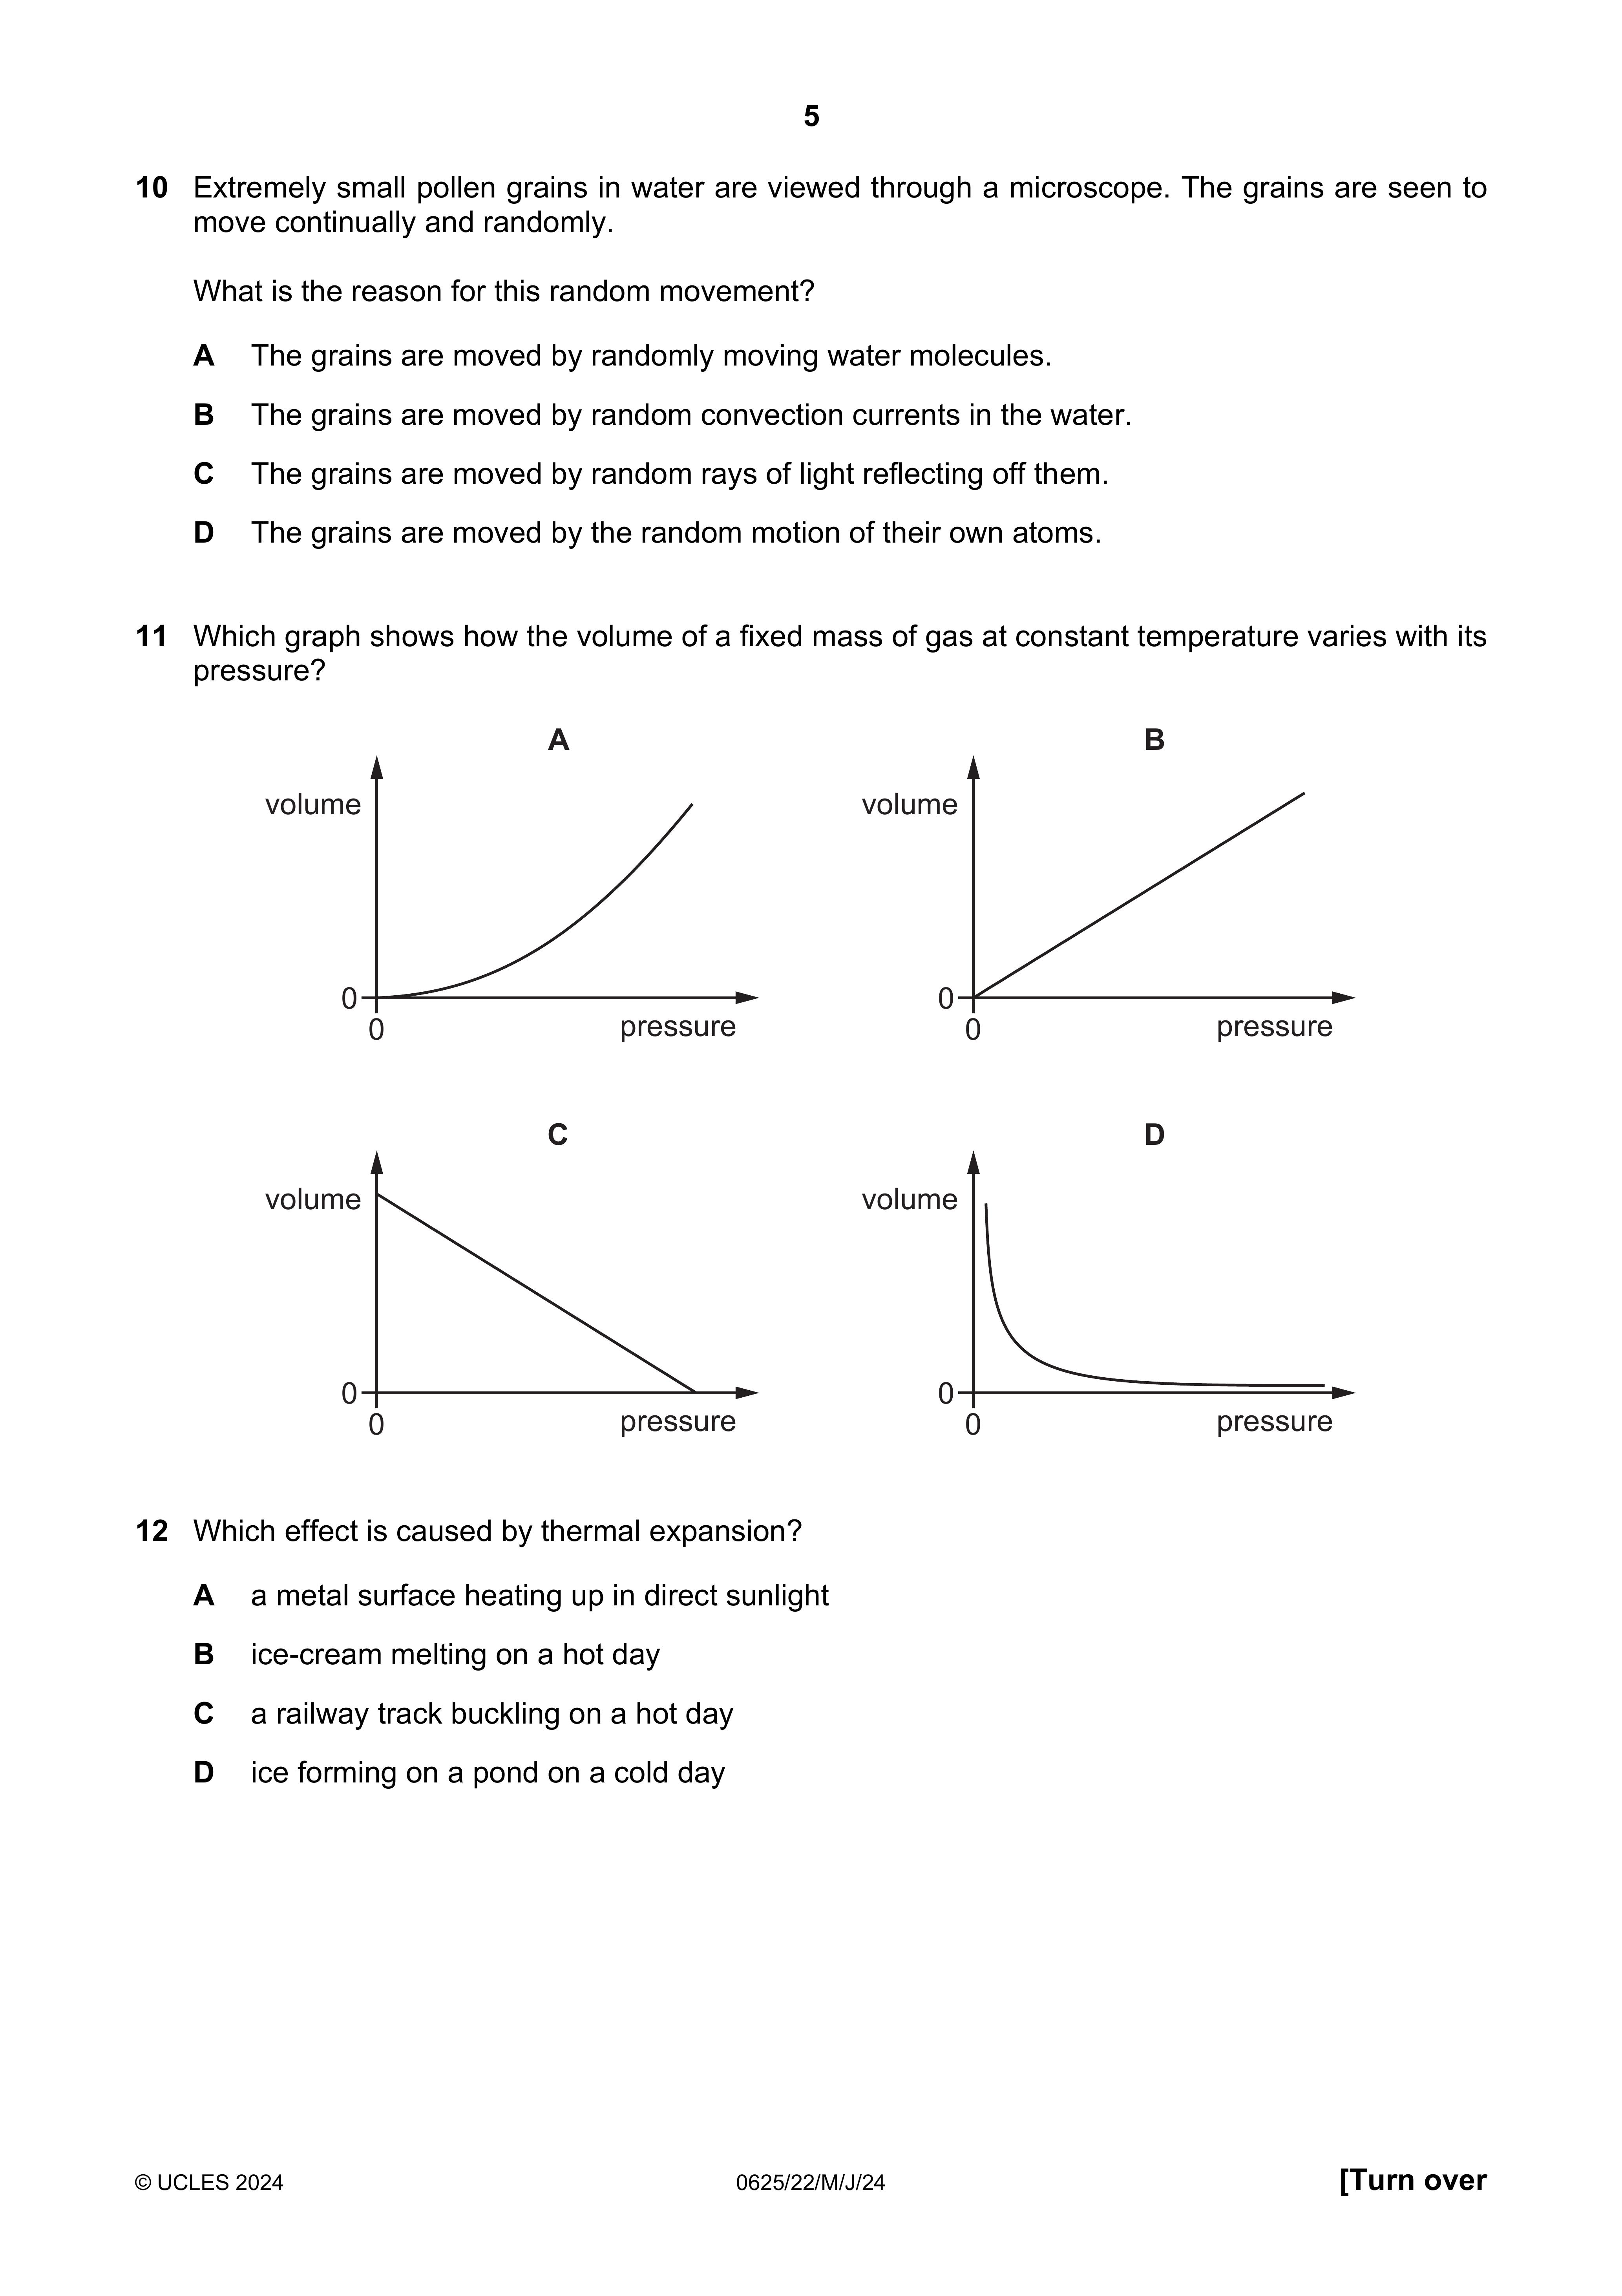 5
10 Extremely small pollen grains in water are viewed through a microscope. The grains are seen to
move continually and randomly.
What is the reason for this random movement?
A The grains are moved by randomly moving water molecules.
B The grains are moved by random convection currents in the water.
C The grains are moved by random rays of light reflecting off them.
D The grains are moved by the random motion of their own atoms.
11 Which graph shows how the volume of a fixed mass of gas at constant temperature varies with its
pressure?
A
volume
0
0
pressure
B
volume
0
0
pressure
C
volume
0
0
pressure
D
volume
0
0
pressure
12 Which effect is caused by thermal expansion?
A a metal surface heating up in direct sunlight
B ice-cream melting on a hot day
C a railway track buckling on a hot day
D ice forming on a pond on a cold day
© UCLES 2024 0625/22/M/J/24 [Turn over